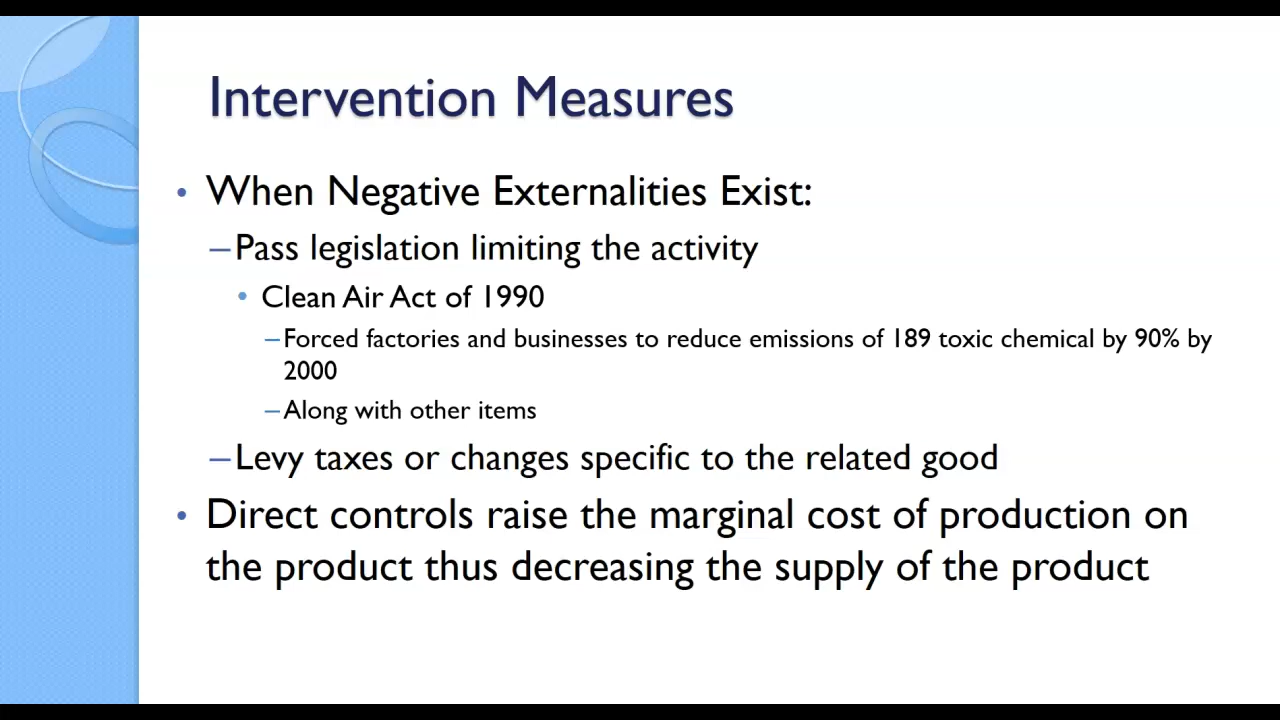 Intervention Measures
• When Negative Externalities Exist:
–Pass legislation limiting the activity
• Clean Air Act of 1990
–Forced factories and businesses to reduce emissions of 189 toxic chemical by 90% by
2000
–Along with other items
–Levy taxes or changes specific to the related good
• Direct controls raise the marginal cost of production on
the product thus decreasing the supply of the product